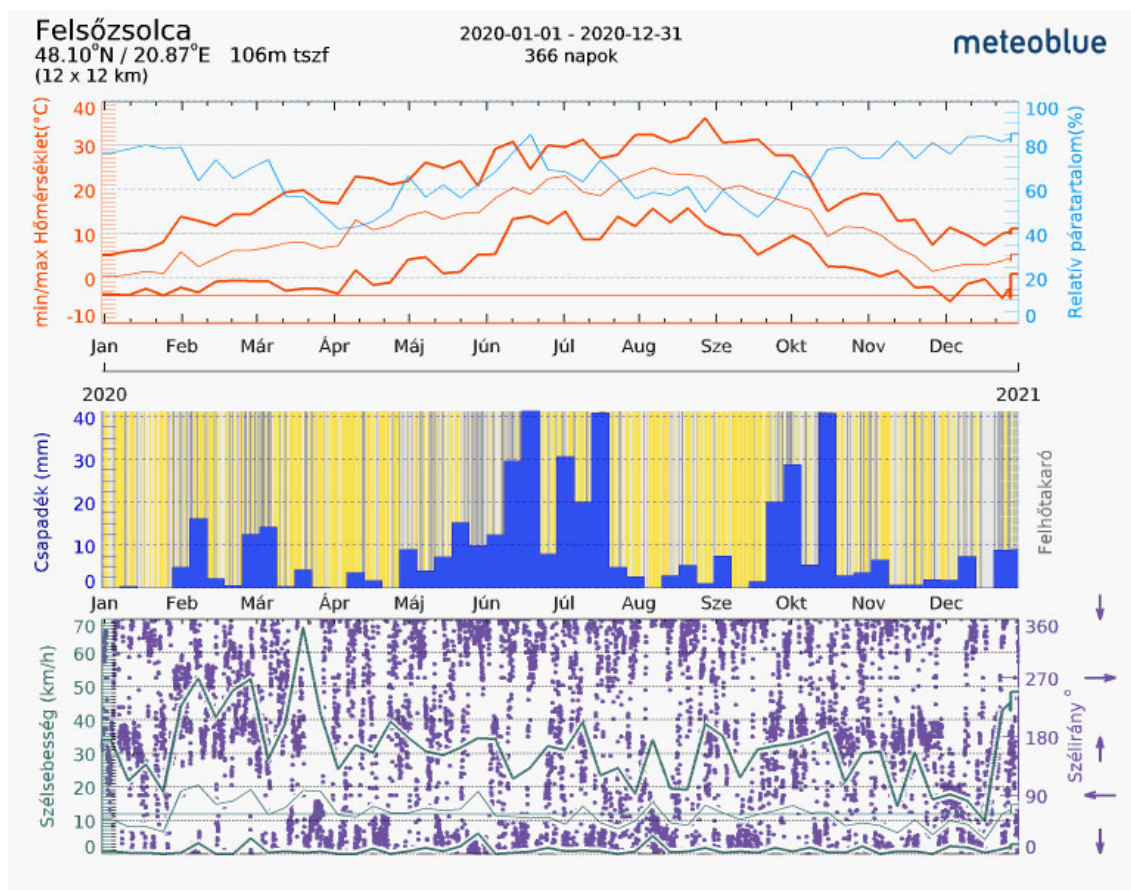 Felsőzsolca
48.10°N / 20.87°E 106m tszf
(12 x 12 km)
2020-01-01 - 2020-12-31
366 napok
meteoblue
min/max Hőmérséklet(°C)
40
30
20
10
0
-10
100
80
60
40
20
0
Relatív páratartalom(%)
Jan Feb Már Ápr Máj Jún Júl Aug Sze Okt Nov Dec
2020 2021
Csapadék (mm)
40
30
20
10
0
Felhőtakaró
Jan Feb Már Ápr Máj Jún Júl Aug Sze Okt Nov Dec
Szélsebesség (km/h)
70
60
50
40
30
20
10
0
360
270
180
90
0
Szélirány °